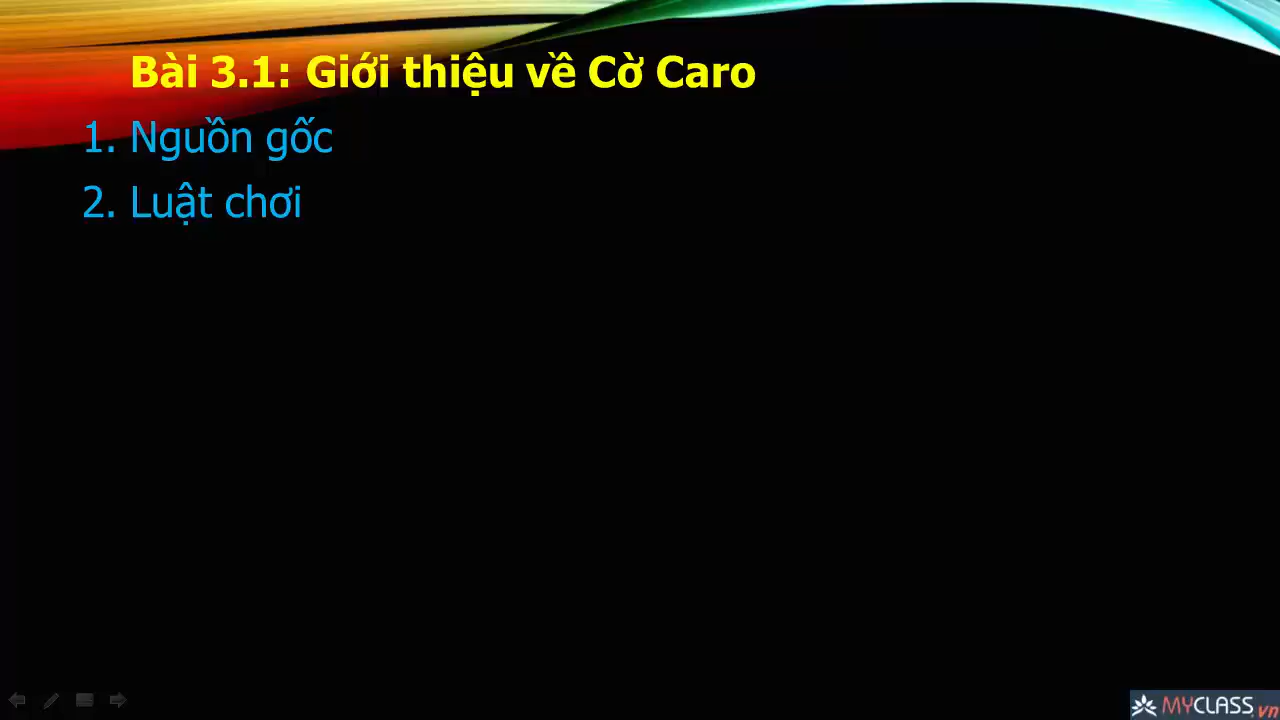 Bài 3.1: Giới thiệu về Cờ Caro
1. Nguồn gốc
2. Luật chơi
MYCLASS.vn